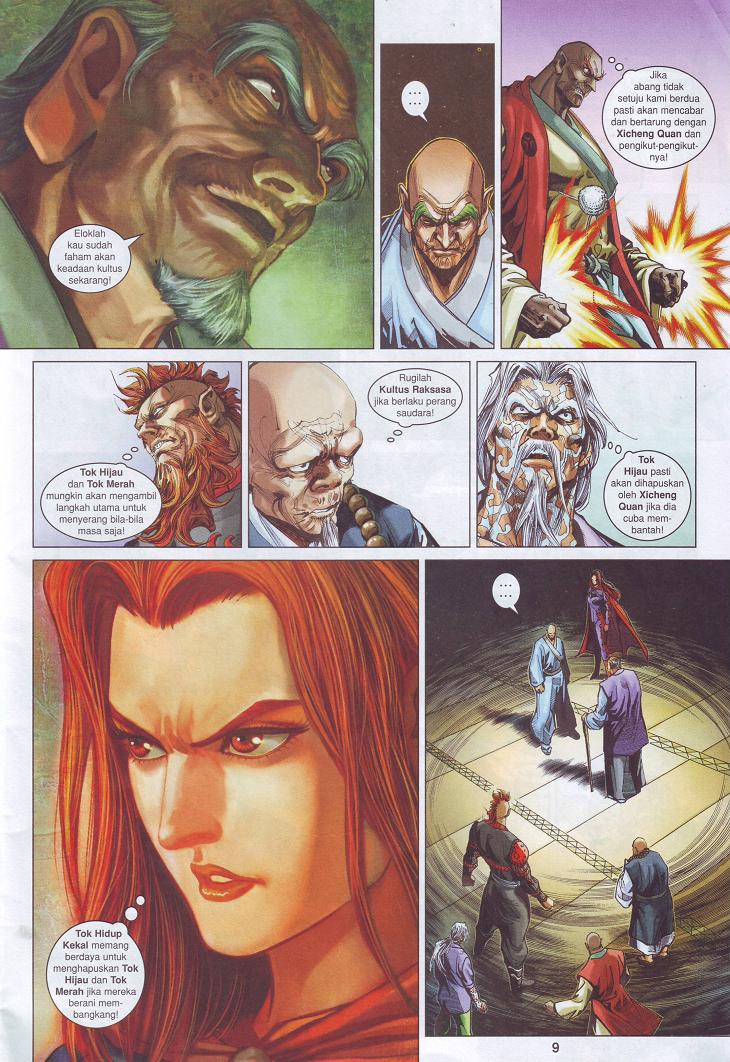 Eloklah
kau sudah
faham akan
keadaan kultus
sekarang!
... ...
Jika
abang tidak
setuju kami berdua
pasti akan mencabar
dan bertarung dengan
Xicheng Quan dan
pengikut-pengikut-
nya!
Tok Hijau
dan Tok Merah
mungkin akan mengambil
langkah utama untuk
menyerang bila-bila
masa saja!
Rugilah
Kultus Raksasa
jika berlaku perang
saudara!
Tok
Hijau pasti
akan dihapuskan
oleh Xicheng
Quan jika dia
cuba mem-
bantah!
Tok Hidup
Kekal memang
berdaya untuk
menghapuskan Tok
Hijau dan Tok
Merah jika mereka
berani mem-
bangkang!
... ...
9